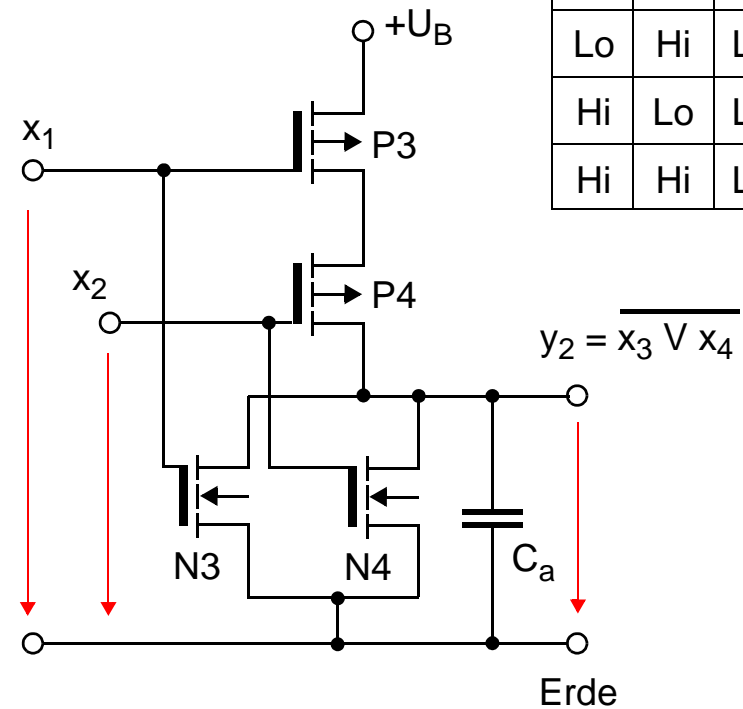 +U_B
Lo Hi
Hi Lo
Hi Hi
x_1
P3
x_2
P4
y_2 = \overline{x_3 V x_4}
N3
N4
C_a
Erde